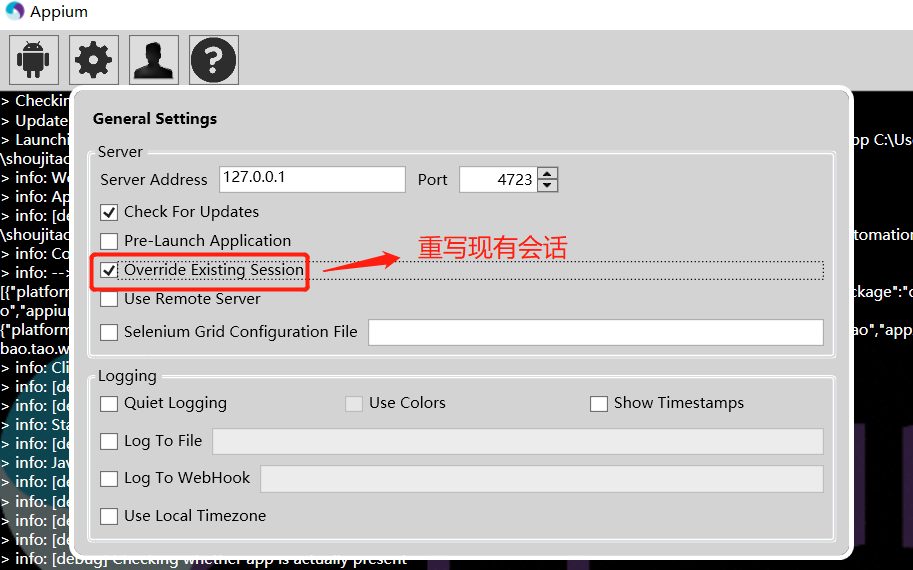 Appium
> Checkin
> Update
> Launchi
pp C:\Us
\shoujitac
> info: We
> info: Ap
> info: [de
\shoujitac
utomation
> info: Co
> info: -->
[{"platform
ckage":"c
o","appiur
{"platform
ao","app
bao.tao.w
> info: Cli
> info: [de
> info: [de
> info: Sta
> info: [de
> info: Jav
> info: [de
> info: [de
> info: [de
> info: [de
> info: [debug] Checking whether app is actually present
General Settings
Server
Server Address 127.0.0.1 Port 4723
Check For Updates
Pre-Launch Application
Override Existing Session
重写现有会话
Use Remote Server
Selenium Grid Configuration File
Logging
Quiet Logging Use Colors Show Timestamps
Log To File
Log To WebHook
Use Local Timezone